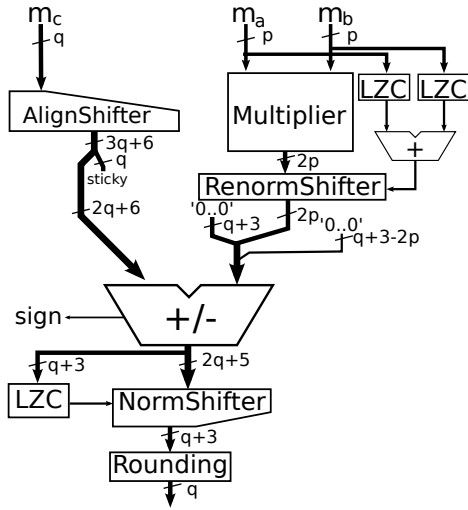 m_c
m_a
m_b
q
p
p
LZC
LZC
AlignShifter
Multiplier
+
3q+6
q
sticky
2p
RenormShifter
2q+6
'0..0'
q+3
2p
'0..0'
q+3-2p
sign
+/-
q+3
2q+5
LZC
NormShifter
q+3
Rounding
q